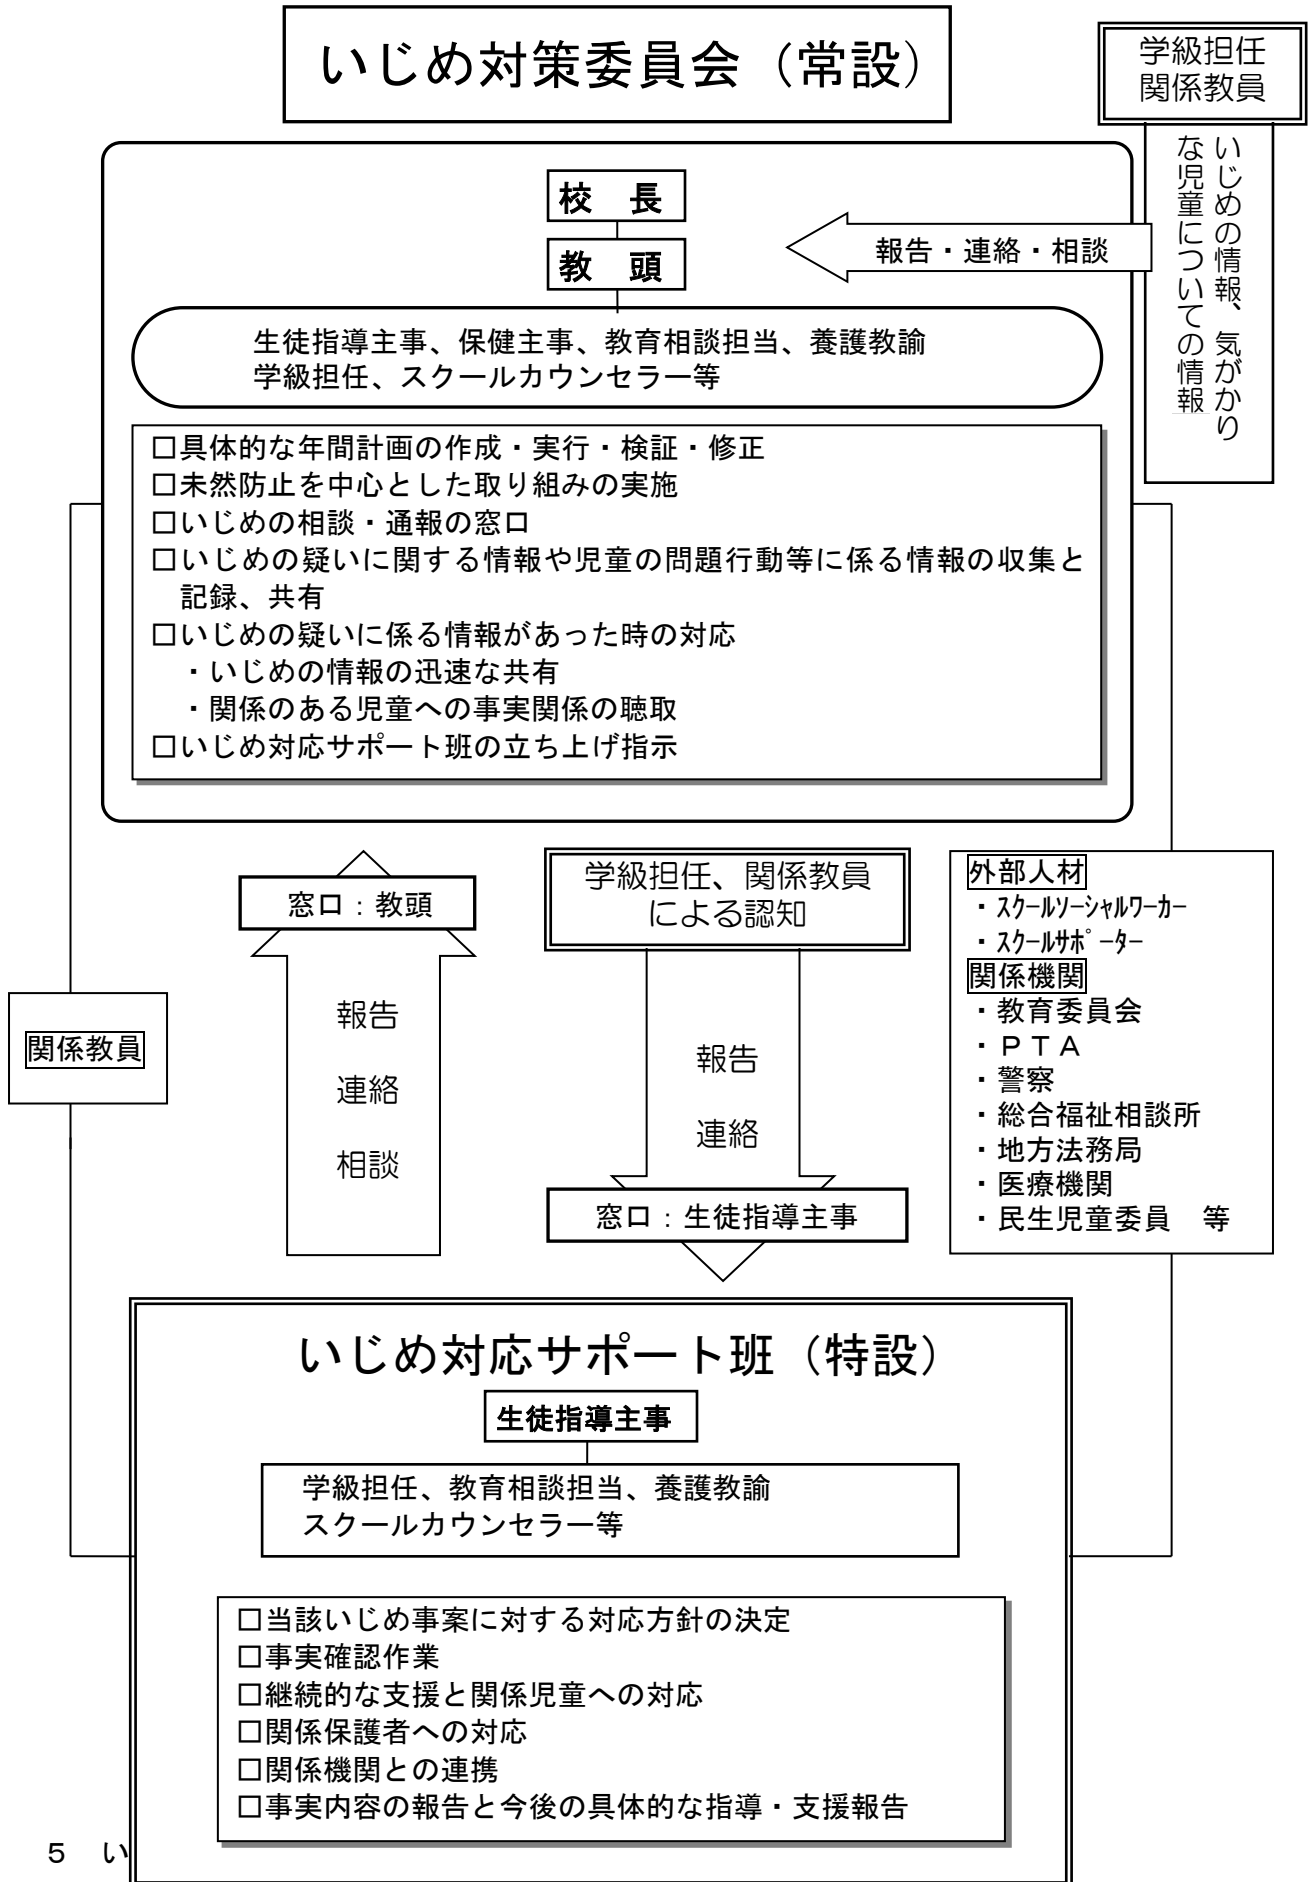 いじめ対策委員会（常設）
学級担任
関係教員
いじめの情報、気がかり
な児童についての情報
校　長
教　頭
報告・連絡・相談
生徒指導主事、保健主事、教育相談担当、養護教諭
学級担任、スクールカウンセラー等
□具体的な年間計画の作成・実行・検証・修正
□未然防止を中心とした取り組みの実施
□いじめの相談・通報の窓口
□いじめの疑いに関する情報や児童の問題行動等に係る情報の収集と
記録、共有
□いじめの疑いに係る情報があった時の対応
・いじめの情報の迅速な共有
・関係のある児童への事実関係の聴取
□いじめ対応サポート班の立ち上げ指示
窓口：教頭
報告
連絡
相談
学級担任、関係教員
による認知
報告
連絡
窓口：生徒指導主事
外部人材
・ｽｸｰﾙｿｰｼｬﾙﾜｰｶｰ
・ｽｸｰﾙｻﾎﾟｰﾀｰ
関係機関
・教育委員会
・ＰＴＡ
・警察
・総合福祉相談所
・地方法務局
・医療機関
・民生児童委員　等
関係教員
いじめ対応サポート班（特設）
生徒指導主事
学級担任、教育相談担当、養護教諭
スクールカウンセラー等
□当該いじめ事案に対する対応方針の決定
□事実確認作業
□継続的な支援と関係児童への対応
□関係保護者への対応
□関係機関との連携
□事実内容の報告と今後の具体的な指導・支援報告
５　い